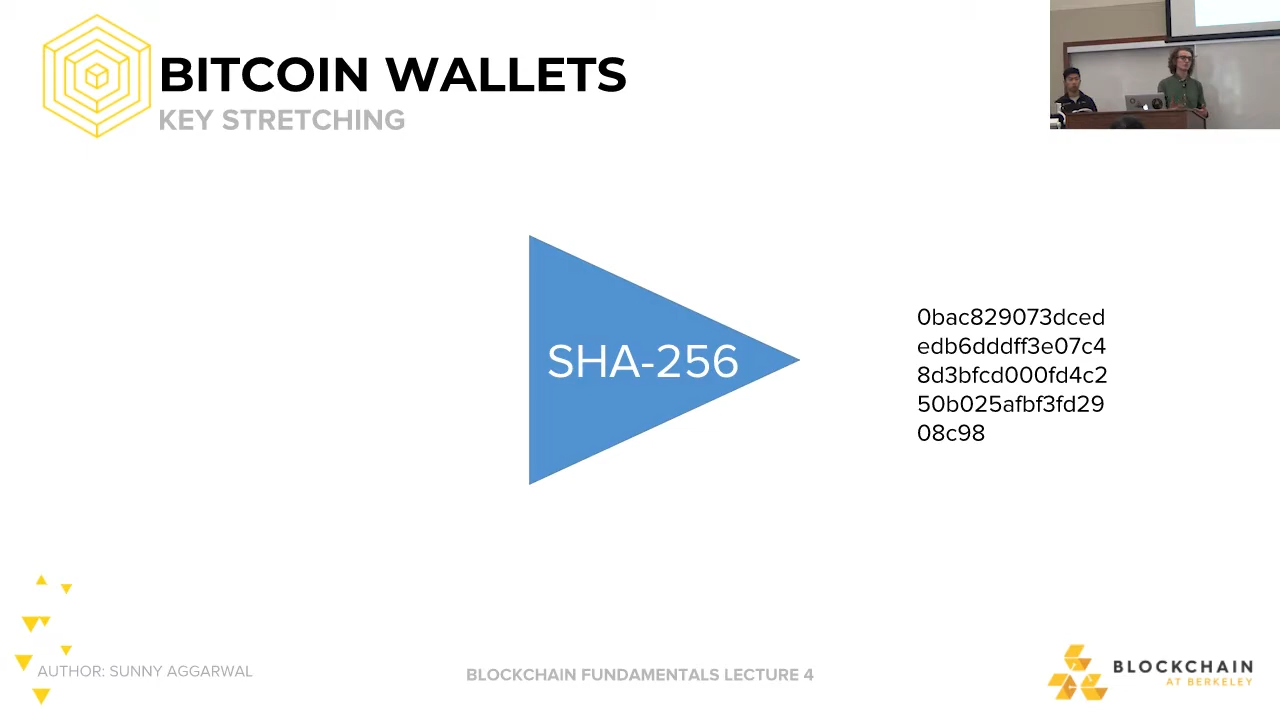 BITCOIN WALLETS
KEY STRETCHING
SHA-256
0bac829073dced
edb6dddff3e07c4
8d3bfcd000fd4c2
50b025afbf3fd29
08c98
AUTHOR: SUNNY AGGARWAL
BLOCKCHAIN FUNDAMENTALS LECTURE 4
BLOCKCHAIN
AT BERKELEY